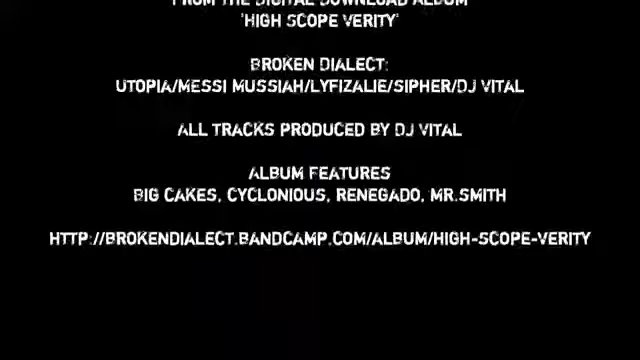 FROM THE DIGITAL DOWNLOAD ALBUM
'HIGH SCOPE VERITY'
BROKEN DIALECT:
UTOPIA/MESSI MUSSIAH/LYFIZALIE/SIPHER/DJ VITAL
ALL TRACKS PRODUCED BY DJ VITAL
ALBUM FEATURES
BIG CAKES, CYCLONIOUS, RENEGADO, MR.SMITH
HTTP://BROKENDIALECT.BANDCAMP.COM/ALBUM/HIGH-SCOPE-VERITY